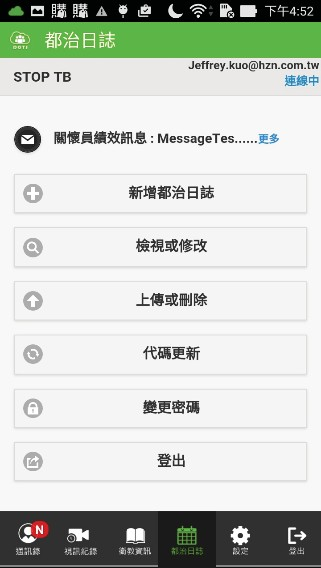 購 購 下午4:52
DOTS 都治日誌
STOP TB
Jeffrey.kuo@hzn.com.tw
連線中
關懷員績效訊息 : MessageTes......更多
新增都治日誌
檢視或修改
上傳或刪除
代碼更新
變更密碼
登出
N
通訊錄 視訊紀錄 衛教資訊 都治日誌 設定 登出